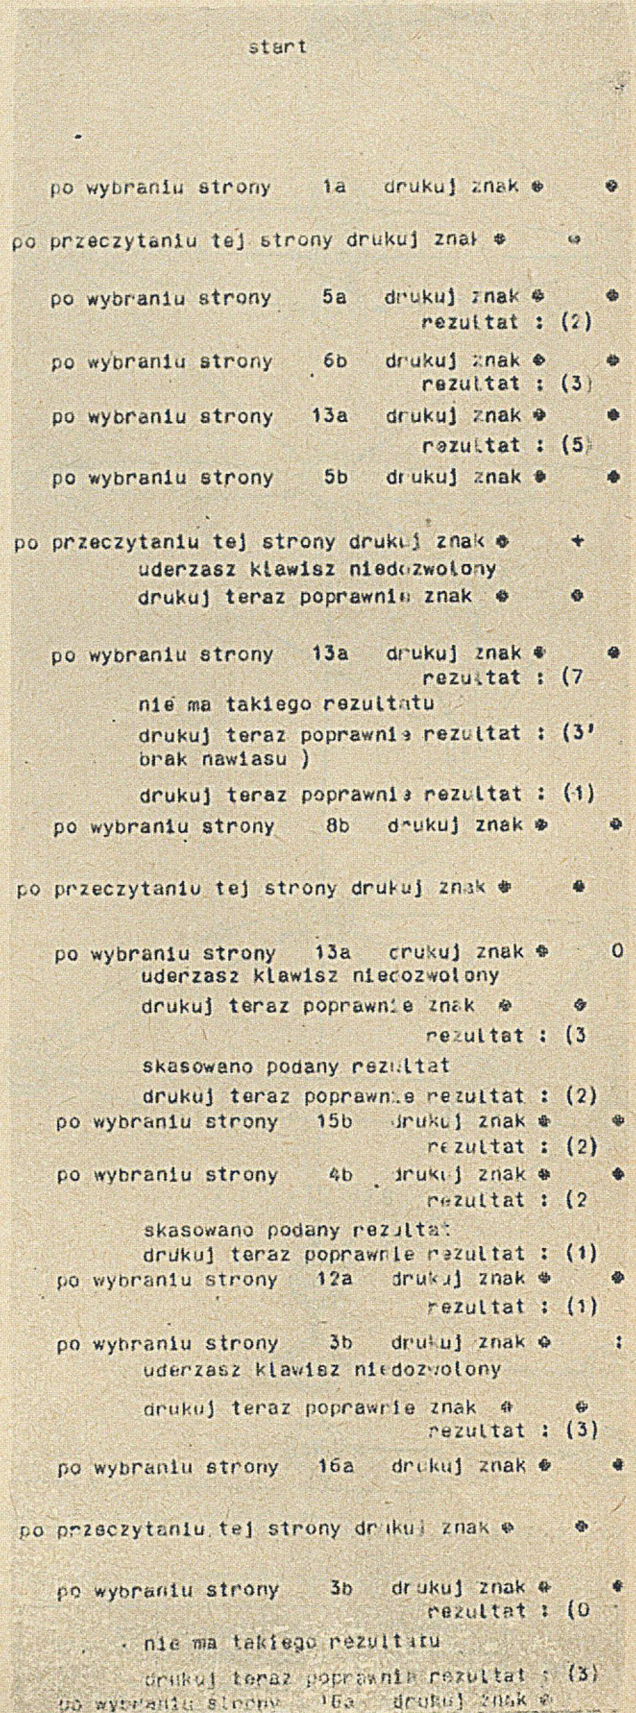 start
po wybraniu strony 1a drukuj znak * *
po przeczytaniu tej strony drukuj znak * *
po wybraniu strony 5a drukuj znak * *
rezultat : (2)
po wybraniu strony 6b drukuj znak * *
rezultat : (3)
po wybraniu strony 13a drukuj znak * *
rezultat : (5)
po wybraniu strony 5b drukuj znak * *
po przeczytaniu tej strony drukuj znak * +
uderzasz klawisz niedozwolony
drukuj teraz poprawnie znak * *
po wybraniu strony 13a drukuj znak * *
rezultat : (7
nie ma takiego rezultatu
drukuj teraz poprawnie rezultat : (3'
brak nawiasu )
drukuj teraz poprawnie rezultat : (1)
po wybraniu strony 8b drukuj znak * *
po przeczytaniu tej strony drukuj znak * *
po wybraniu strony 13a drukuj znak * 0
uderzasz klawisz niedozwolony
drukuj teraz poprawnie znak * *
rezultat : (3
skasowano podany rezultat
drukuj teraz poprawnie rezultat : (2)
po wybraniu strony 15b drukuj znak * *
rezultat : (2)
po wybraniu strony 4b drukuj znak * *
rezultat : (2
skasowano podany rezultat
drukuj teraz poprawnie rezultat : (1)
po wybraniu strony 12a drukuj znak * *
rezultat : (1)
po wybraniu strony 3b drukuj znak * :
uderzasz klawisz niedozwolony
drukuj teraz poprawnie znak * *
rezultat : (3)
po wybraniu strony 16a drukuj znak * *
po przeczytaniu tej strony drukuj znak * *
po wybraniu strony 3b drukuj znak * *
rezultat : (0
nie ma takiego rezultatu
drukuj teraz poprawnie rezultat : (3)
po wybraniu strony 16a drukuj znak *